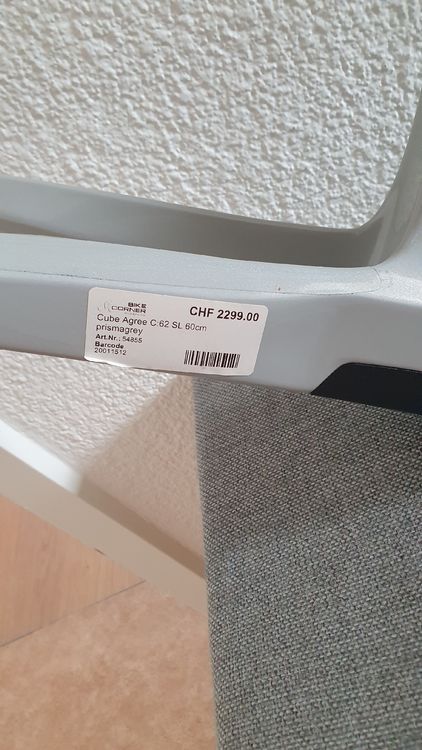 BIKE
CORNER
CHF 2299.00
Cube Agree C:62 SL 60cm
prismagrey
Art.Nr.: 54855
Barcode
20011512